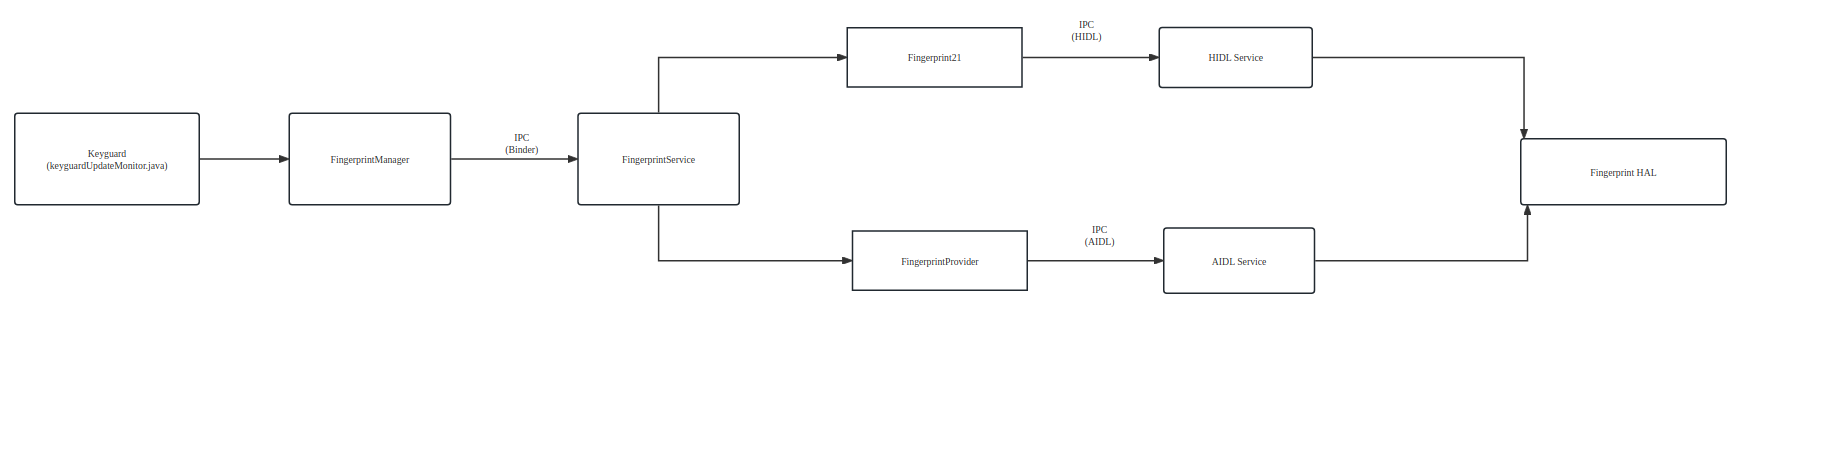 Keyguard
(keyguardUpdateMonitor.java)
FingerprintManager
IPC
(Binder)
FingerprintService
Fingerprint21
IPC
(HIDL)
HIDL Service
FingerprintProvider
IPC
(AIDL)
AIDL Service
Fingerprint HAL